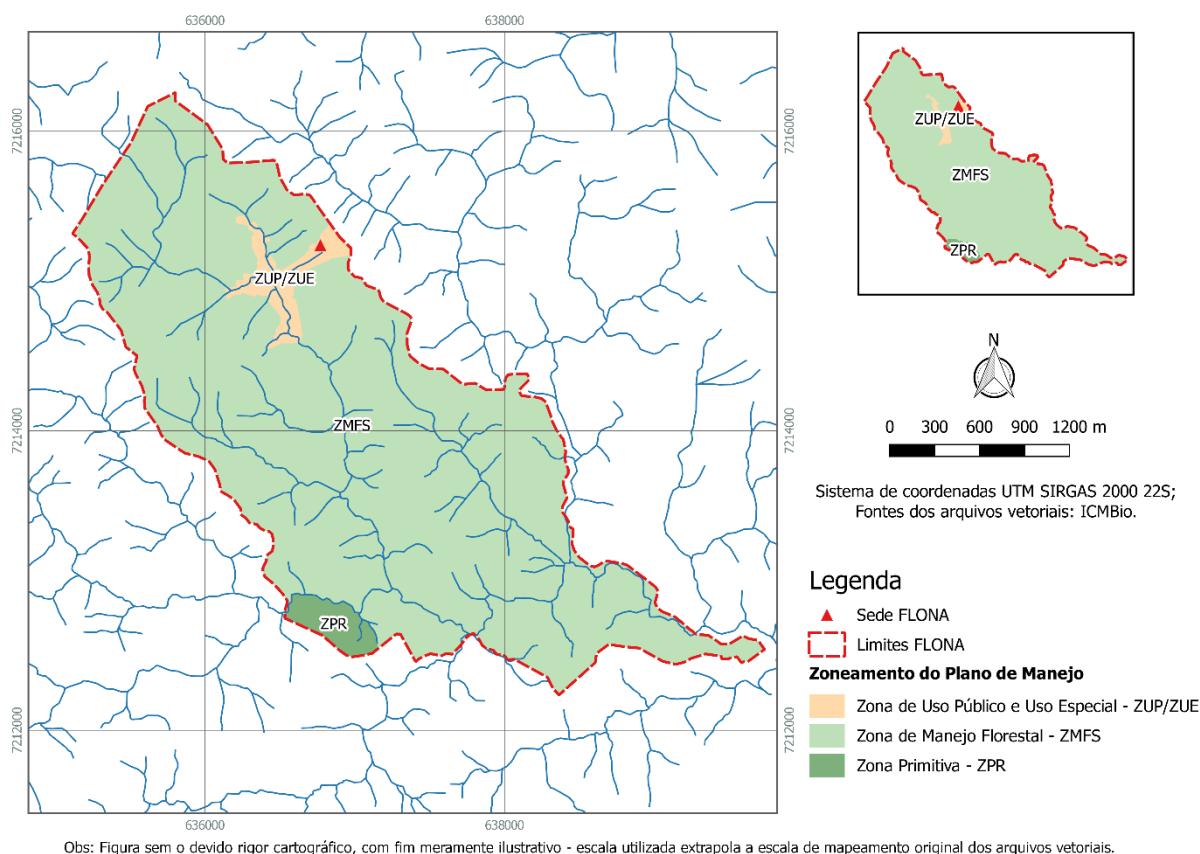 636000
638000
7216000
7216000
ZUP/ZUE
ZUP/ZUE
ZMFS
ZPR
N
7214000
ZMFS
7214000
0 300 600 900 1200 m
Sistema de coordenadas UTM SIRGAS 2000 22S;
Fontes dos arquivos vetoriais: ICMBio.
Legenda
Sede FLONA
ZPR
Limites FLONA
Zoneamento do Plano de Manejo
Zona de Uso Público e Uso Especial - ZUP/ZUE
7212000
7212000
Zona de Manejo Florestal - ZMFS
Zona Primitiva - ZPR
636000
638000
Obs: Figura sem o devido rigor cartográfico, com fim meramente ilustrativo - escala utilizada extrapola a escala de mapeamento original dos arquivos vetoriais.